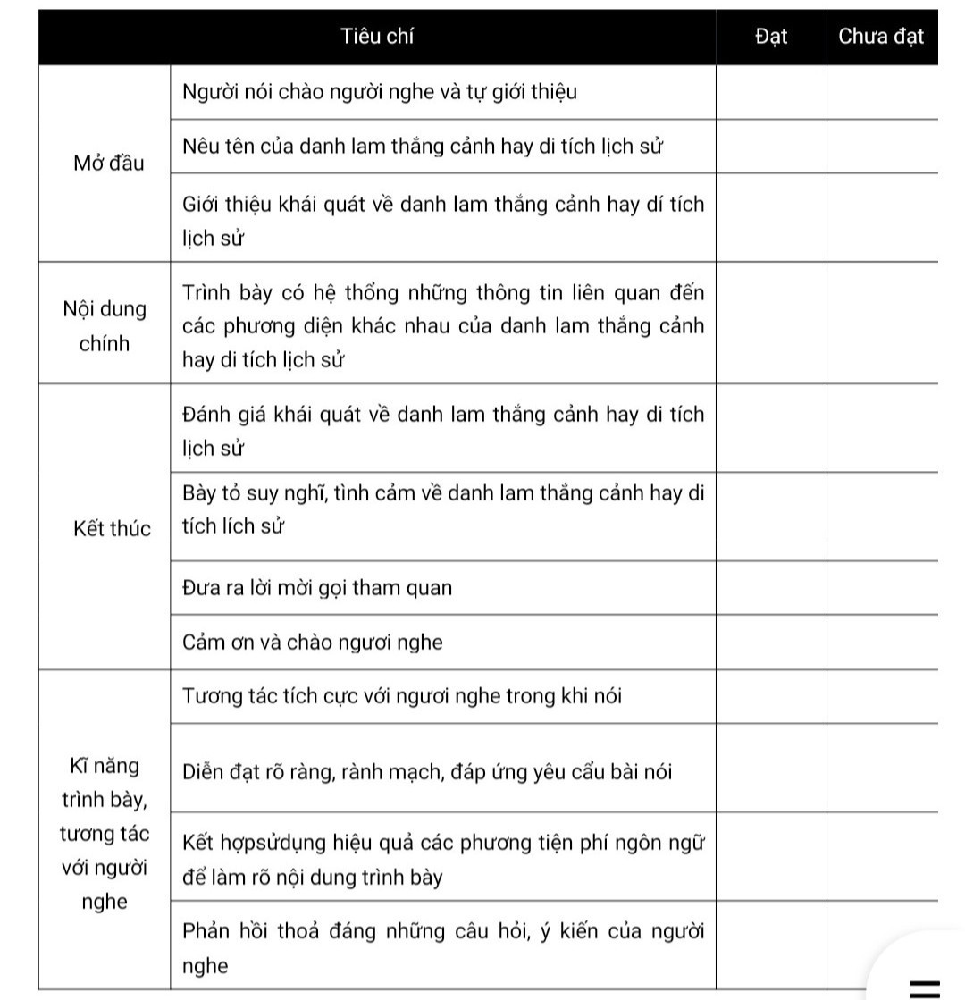 Tiêu chí Đạt Chưa đạt
Mở đầu
Người nói chào người nghe và tự giới thiệu
Nêu tên của danh lam thắng cảnh hay di tích lịch sử
Giới thiệu khái quát về danh lam thắng cảnh hay dí tích
lịch sử
Nội dung
chính
Trình bày có hệ thống những thông tin liên quan đến
các phương diện khác nhau của danh lam thắng cảnh
hay di tích lịch sử
Kết thúc
Đánh giá khái quát về danh lam thắng cảnh hay di tích
lịch sử
Bày tỏ suy nghĩ, tình cảm về danh lam thắng cảnh hay di
tích lích sử
Đưa ra lời mời gọi tham quan
Cảm ơn và chào ngươi nghe
Kĩ năng
trình bày,
tương tác
với người
nghe
Tương tác tích cực với ngươi nghe trong khi nói
Diễn đạt rõ ràng, rành mạch, đáp ứng yêu cẩu bài nói
Kết hợpsửdụng hiệu quả các phương tiện phí ngôn ngữ
để làm rõ nội dung trình bày
Phản hồi thoả đáng những câu hỏi, ý kiến của người
nghe